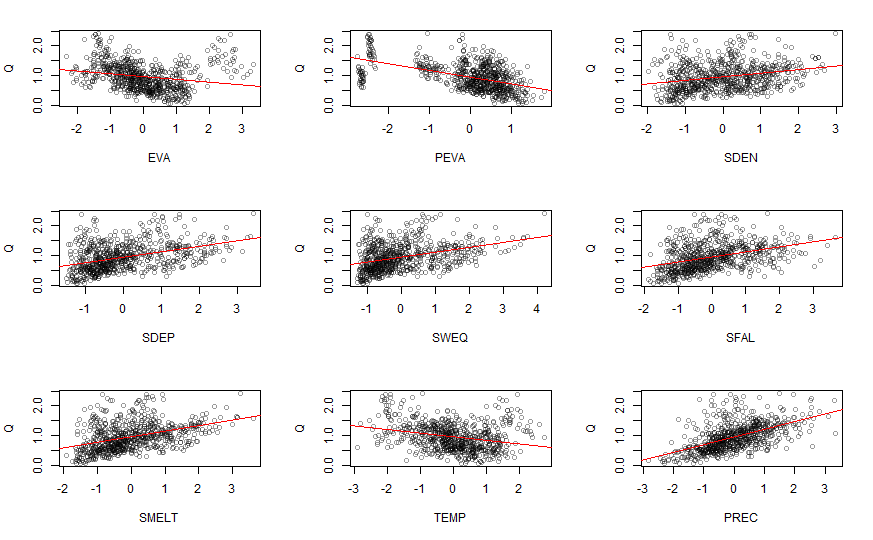 Q 0.0 1.0 2.0 Q 0.0 1.0 2.0 Q 0.0 1.0 2.0
-2 -1 0 1 2 3 -2 -1 0 1 -2 -1 0 1 2 3
EVA PEVA SDEN
Q 0.0 1.0 2.0 Q 0.0 1.0 2.0 Q 0.0 1.0 2.0
-1 0 1 2 3 -1 0 1 2 3 4 -2 -1 0 1 2 3
SDEP SWEQ SFAL
Q 0.0 1.0 2.0 Q 0.0 1.0 2.0 Q 0.0 1.0 2.0
-2 -1 0 1 2 3 -3 -2 -1 0 1 2 -3 -2 -1 0 1 2 3
SMELT TEMP PREC